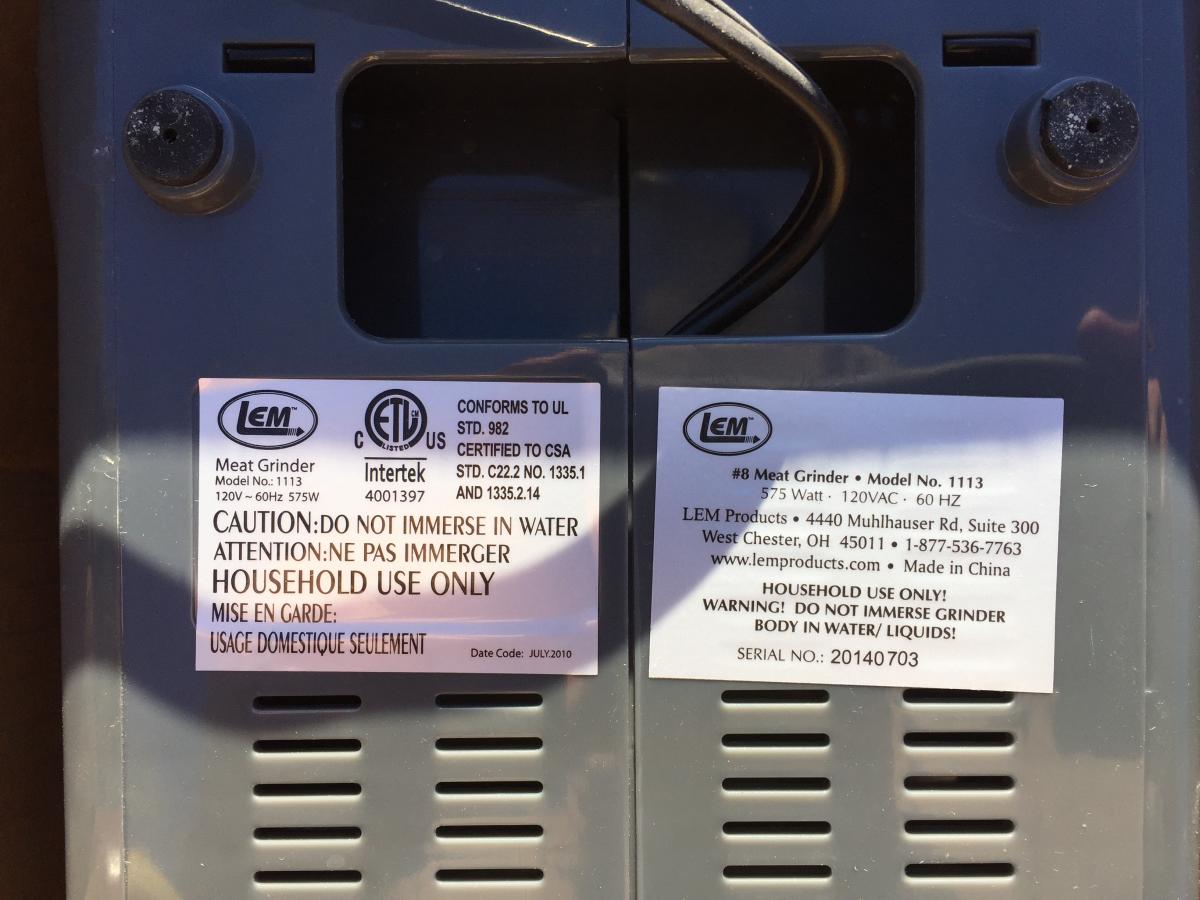 LEM™
C ETL CM US
LISTED
Intertek
4001397
CONFORMS TO UL
STD. 982
CERTIFIED TO CSA
STD. C22.2 NO. 1335.1
AND 1335.2.14
Meat Grinder
Model No.: 1113
120V ~ 60Hz 575W
CAUTION:DO NOT IMMERSE IN WATER
ATTENTION:NE PAS IMMERGER
HOUSEHOLD USE ONLY
MISE EN GARDE:
USAGE DOMESTIQUE SEULEMENT
Date Code: JULY.2010
LEM™
#8 Meat Grinder • Model No. 1113
575 Watt · 120VAC · 60 HZ
LEM Products • 4440 Muhlhauser Rd, Suite 300
West Chester, OH 45011 • 1-877-536-7763
www.lemproducts.com • Made in China
HOUSEHOLD USE ONLY!
WARNING! DO NOT IMMERSE GRINDER
BODY IN WATER/ LIQUIDS!
SERIAL NO.: 20140703